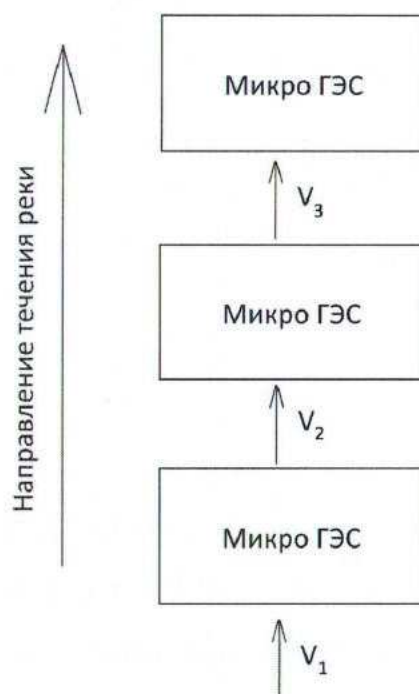 Микро ГЭС
V₃
Микро ГЭС
V₂
Микро ГЭС
V₁
Направление течения реки